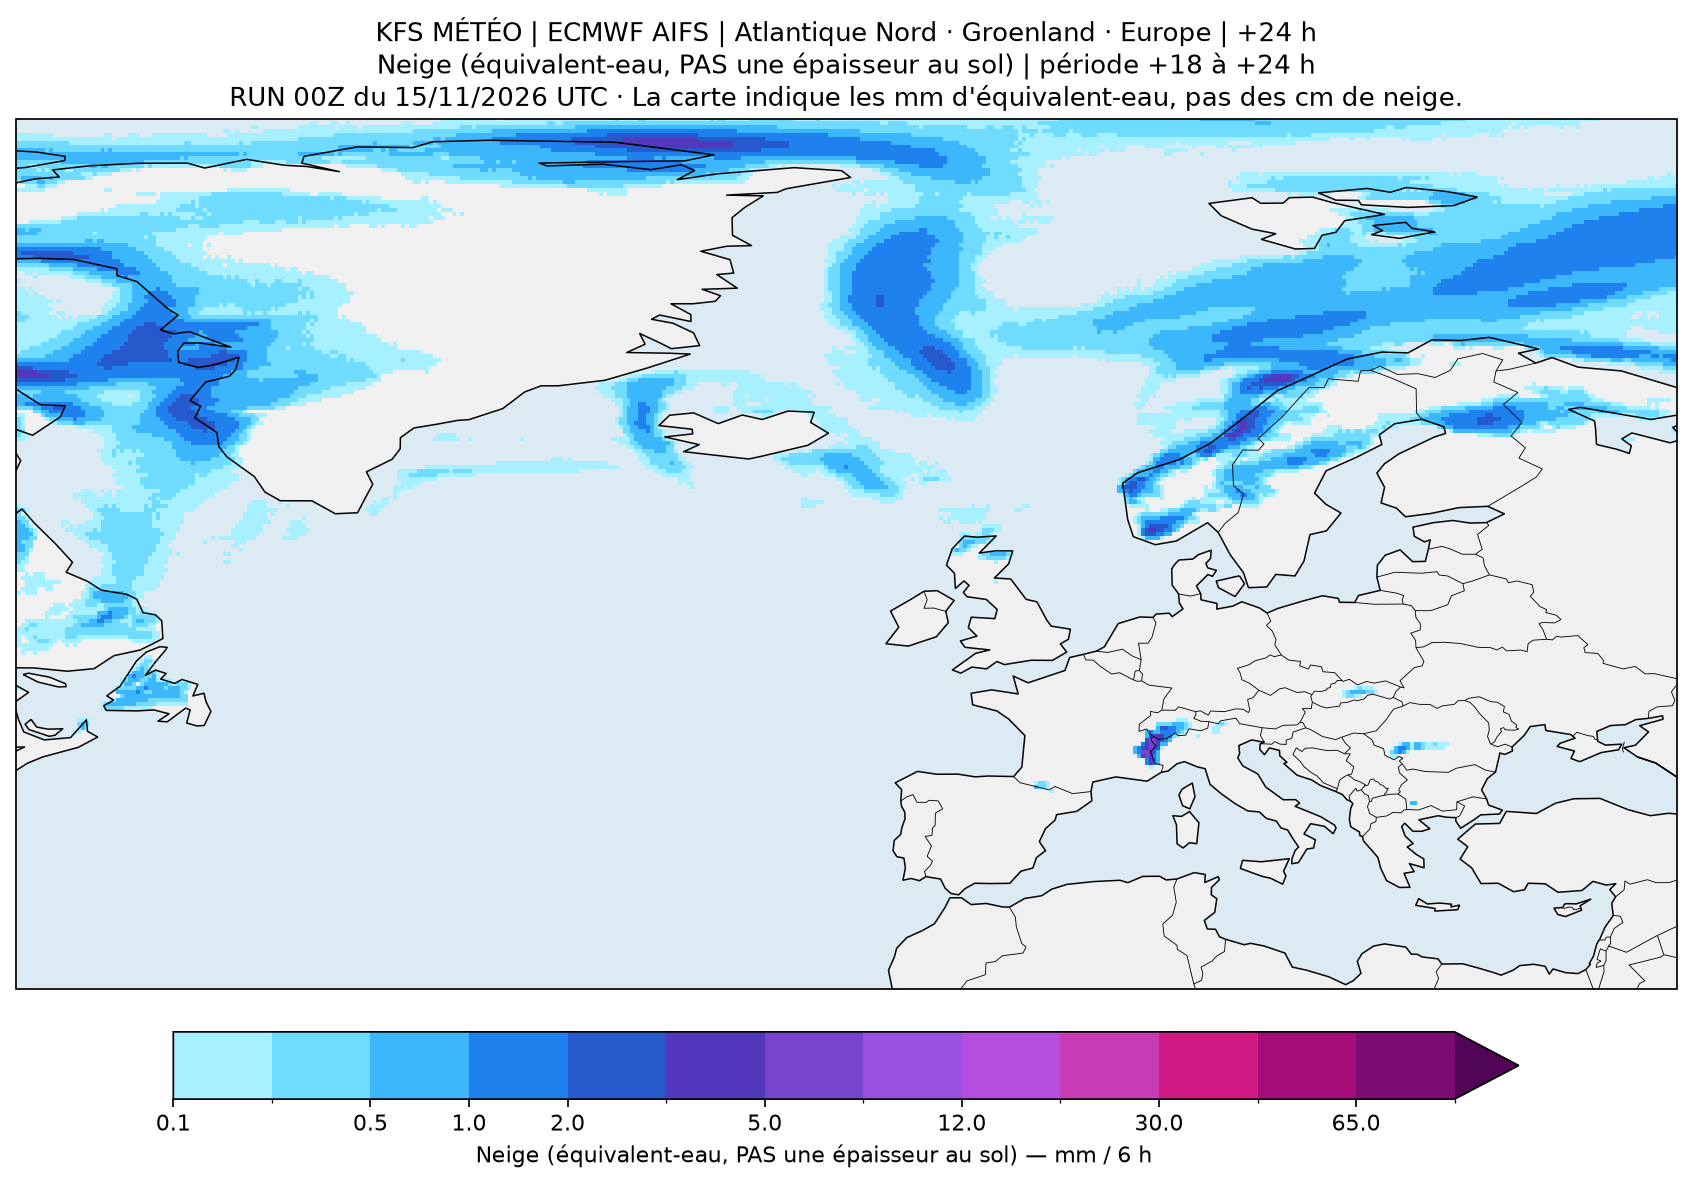 KFS MÉTÉO | ECMWF AIFS | Atlantique Nord · Groenland · Europe | +24 h
Neige (équivalent-eau, PAS une épaisseur au sol) | période +18 à +24 h
RUN 00Z du 15/11/2026 UTC · La carte indique les mm d'équivalent-eau, pas des cm de neige.
0.1 0.5 1.0 2.0 5.0 12.0 30.0 65.0
Neige (équivalent-eau, PAS une épaisseur au sol) — mm / 6 h